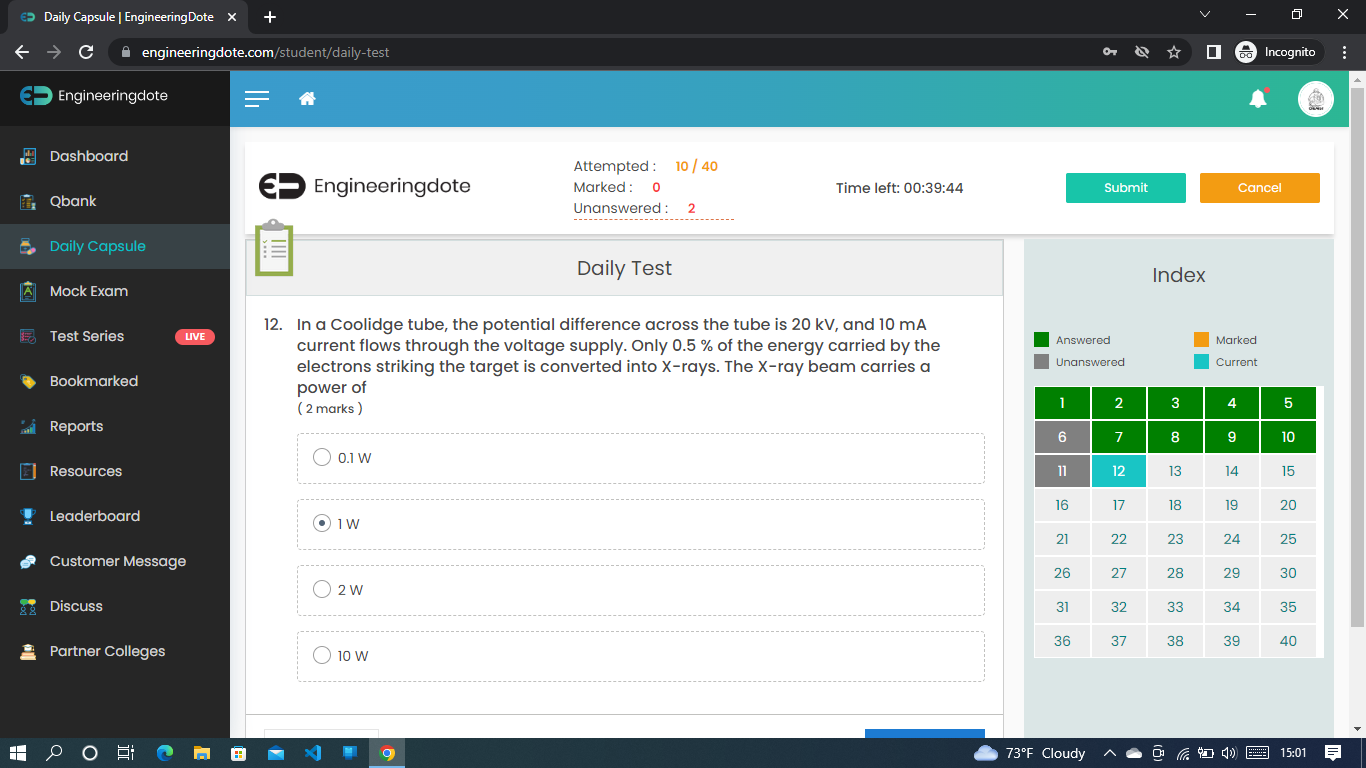 Daily Capsule | EngineeringDote
engineeringdote.com/student/daily-test
Incognito
Engineeringdote
Dashboard
Qbank
Daily Capsule
Mock Exam
Test Series LIVE
Bookmarked
Reports
Resources
Leaderboard
Customer Message
Discuss
Partner Colleges
Engineeringdote
Attempted : 10 / 40
Marked : 0
Unanswered : 2
Time left: 00:39:44
Submit
Cancel
Daily Test
12. In a Coolidge tube, the potential difference across the tube is 20 kV, and 10 mA
current flows through the voltage supply. Only 0.5 % of the energy carried by the
electrons striking the target is converted into X-rays. The X-ray beam carries a
power of
( 2 marks )
0.1 W
1 W
2 W
10 W
Index
Answered Marked
Unanswered Current
1 2 3 4 5
6 7 8 9 10
11 12 13 14 15
16 17 18 19 20
21 22 23 24 25
26 27 28 29 30
31 32 33 34 35
36 37 38 39 40
73°F Cloudy 15:01